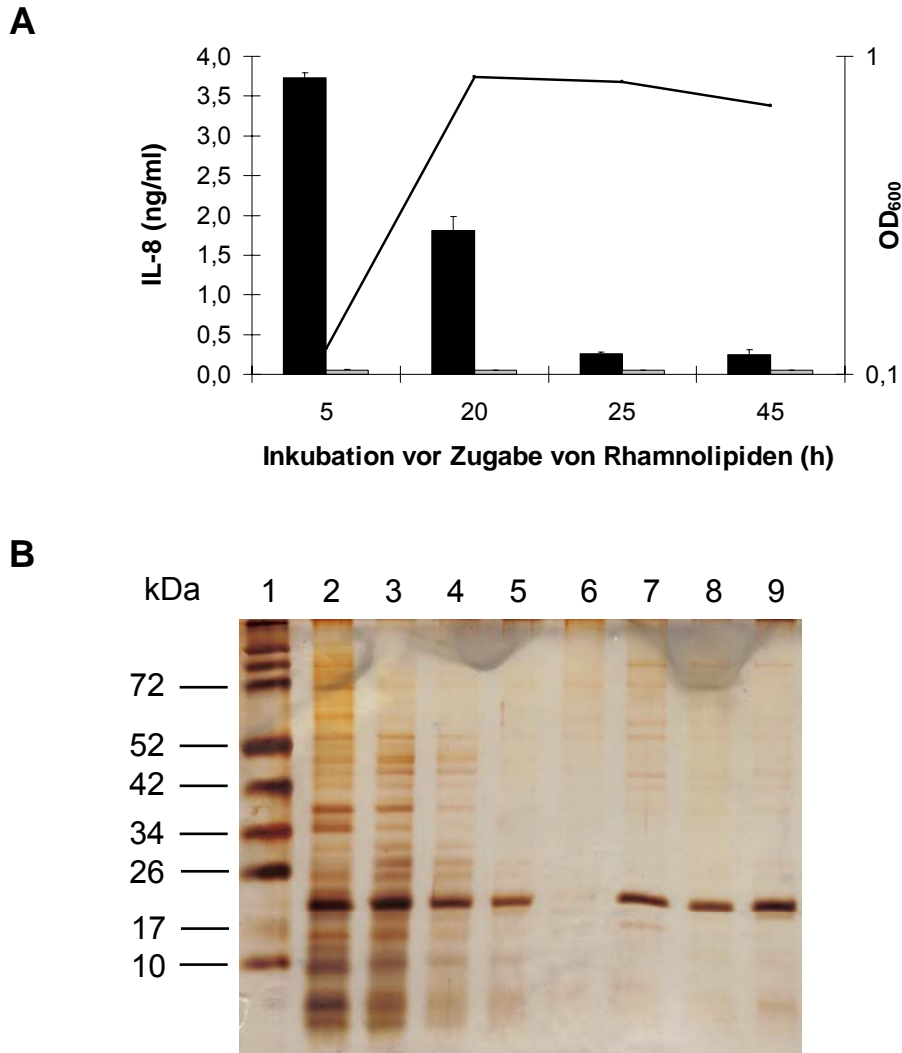 A
4,0
3,5
3,0
2,5
2,0
1,5
1,0
0,5
0,0
IL-8 (ng/ml)
1
0,1
OD600
5 20 25 45
Inkubation vor Zugabe von Rhamnolipiden (h)
B
kDa 1 2 3 4 5 6 7 8 9
72
52
42
34
26
17
10